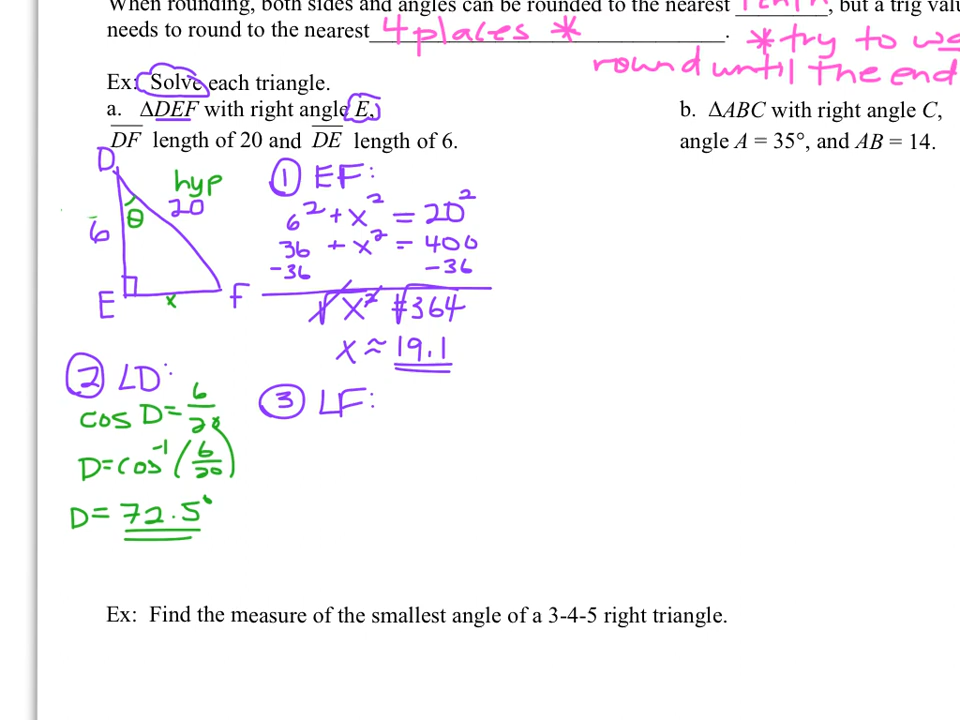 When rounding, both sides and angles can be rounded to the nearest ________, but a trig valu
needs to round to the nearest 4 places * .
* try to
round until the end
Ex: Solve each triangle.
a. ΔDEF with right angle E,
DF length of 20 and DE length of 6.
b. ΔABC with right angle C,
angle A = 35°, and AB = 14.
D
hyp
20
6
θ
E
x
F
① EF:
6² + x² = 20²
36 + x² = 400
-36 -36
√x² = √364
x ≈ 19.1
② ∠D:
cos D = 6/20
D = cos⁻¹(6/20)
D = 72.5°
③ ∠F:
Ex: Find the measure of the smallest angle of a 3-4-5 right triangle.